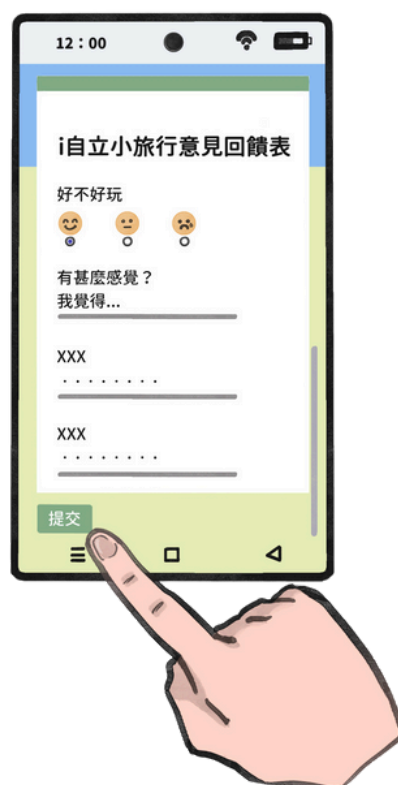 12：00
i自立小旅行意見回饋表
好不好玩
有甚麼感覺？
我覺得...
XXX
........
XXX
........
提交